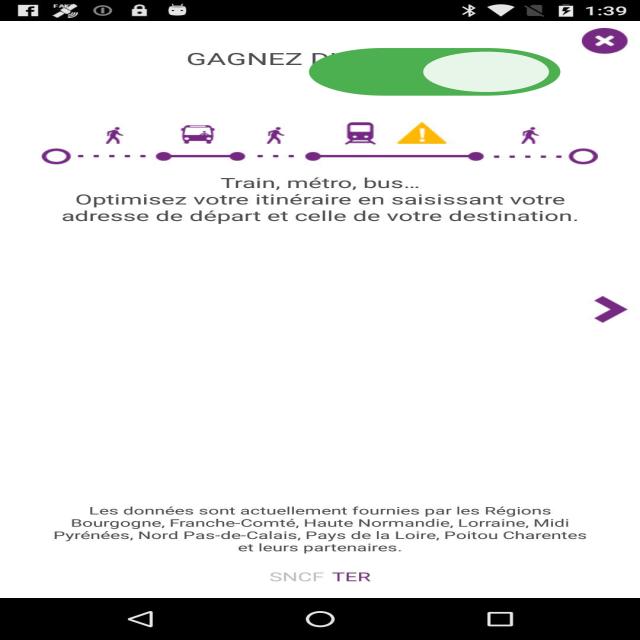 1:39
GAGNEZ
Train, métro, bus...
Optimisez votre itinéraire en saisissant votre
adresse de départ et celle de votre destination.
Les données sont actuellement fournies par les Régions
Bourgogne, Franche-Comté, Haute Normandie, Lorraine, Midi
Pyrénées, Nord Pas-de-Calais, Pays de la Loire, Poitou Charentes
et leurs partenaires.
SNCF TER